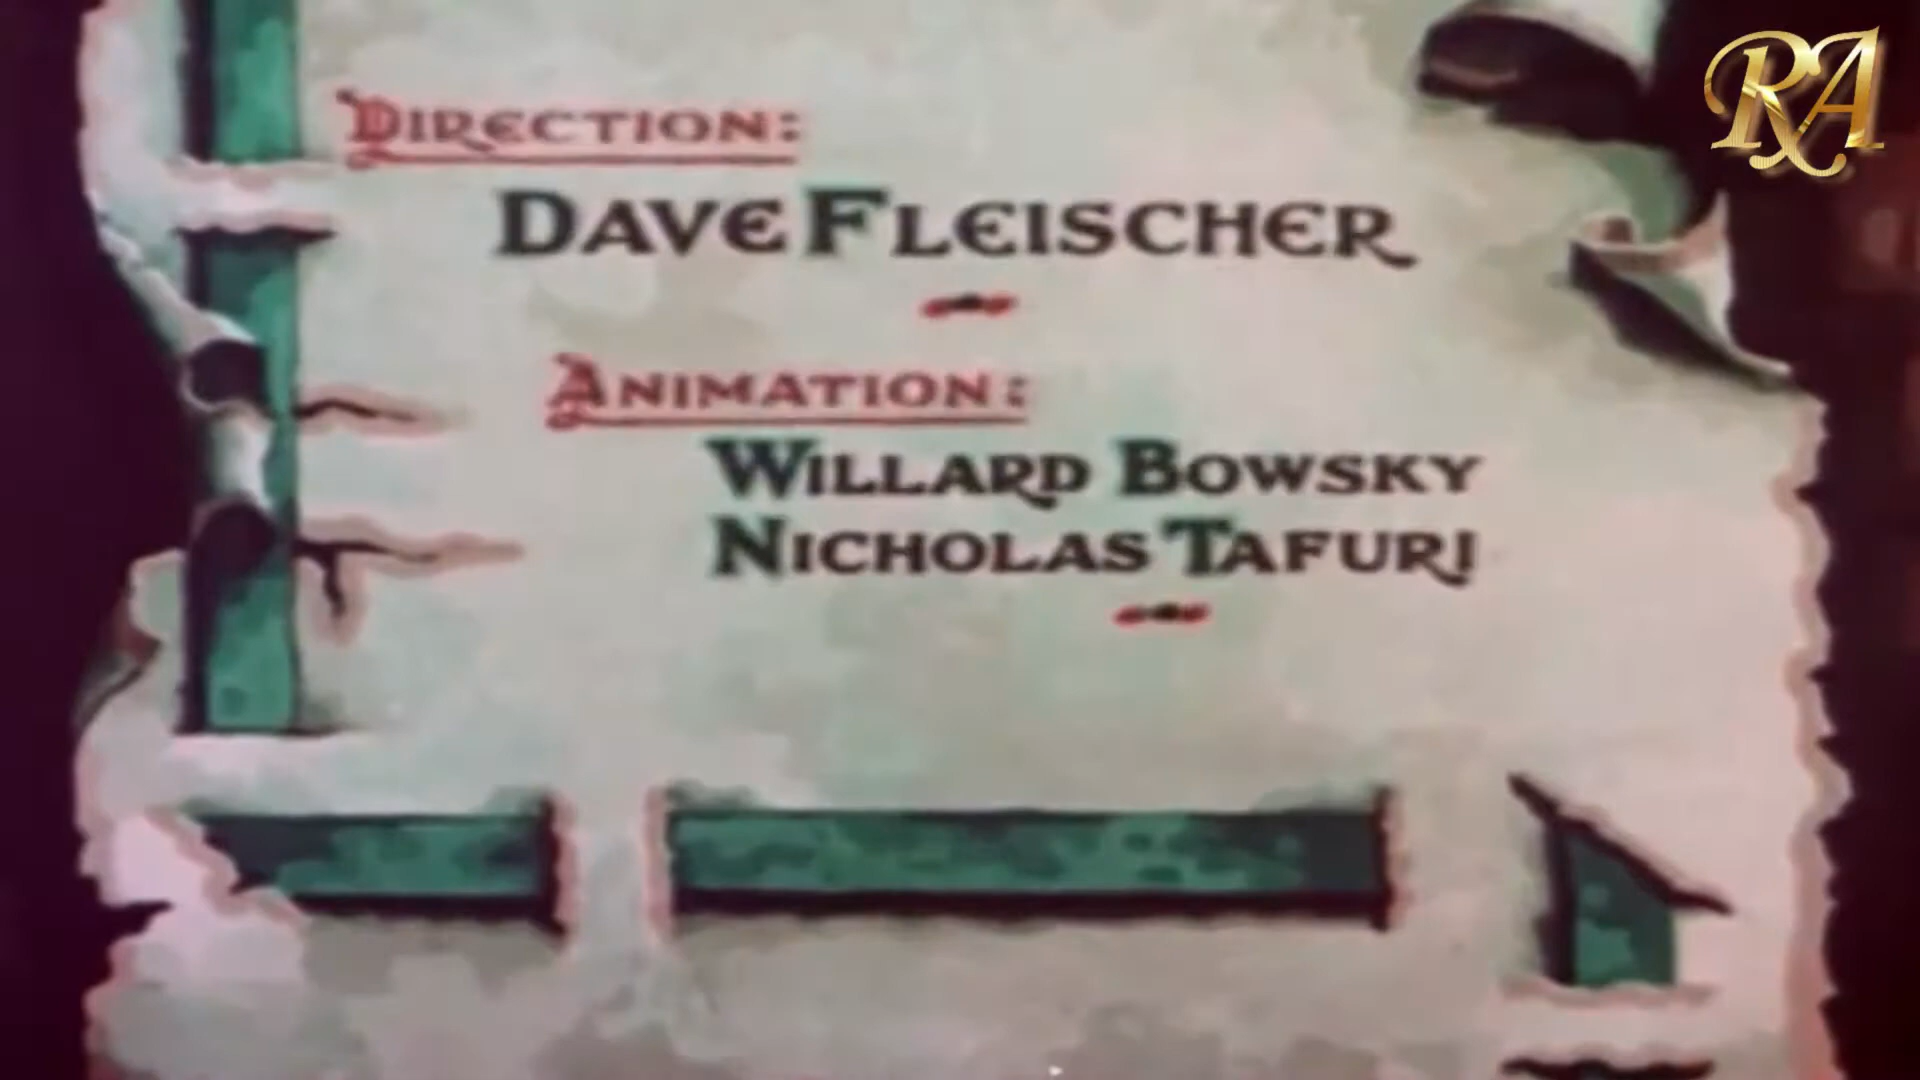 DIRECTION:
DAVE FLEISCHER
ANIMATION:
WILLARD BOWSKY
NICHOLAS TAFURI
RA